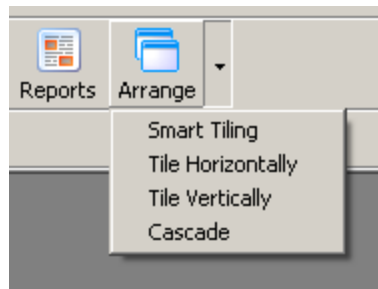 Reports Arrange
Smart Tiling
Tile Horizontally
Tile Vertically
Cascade